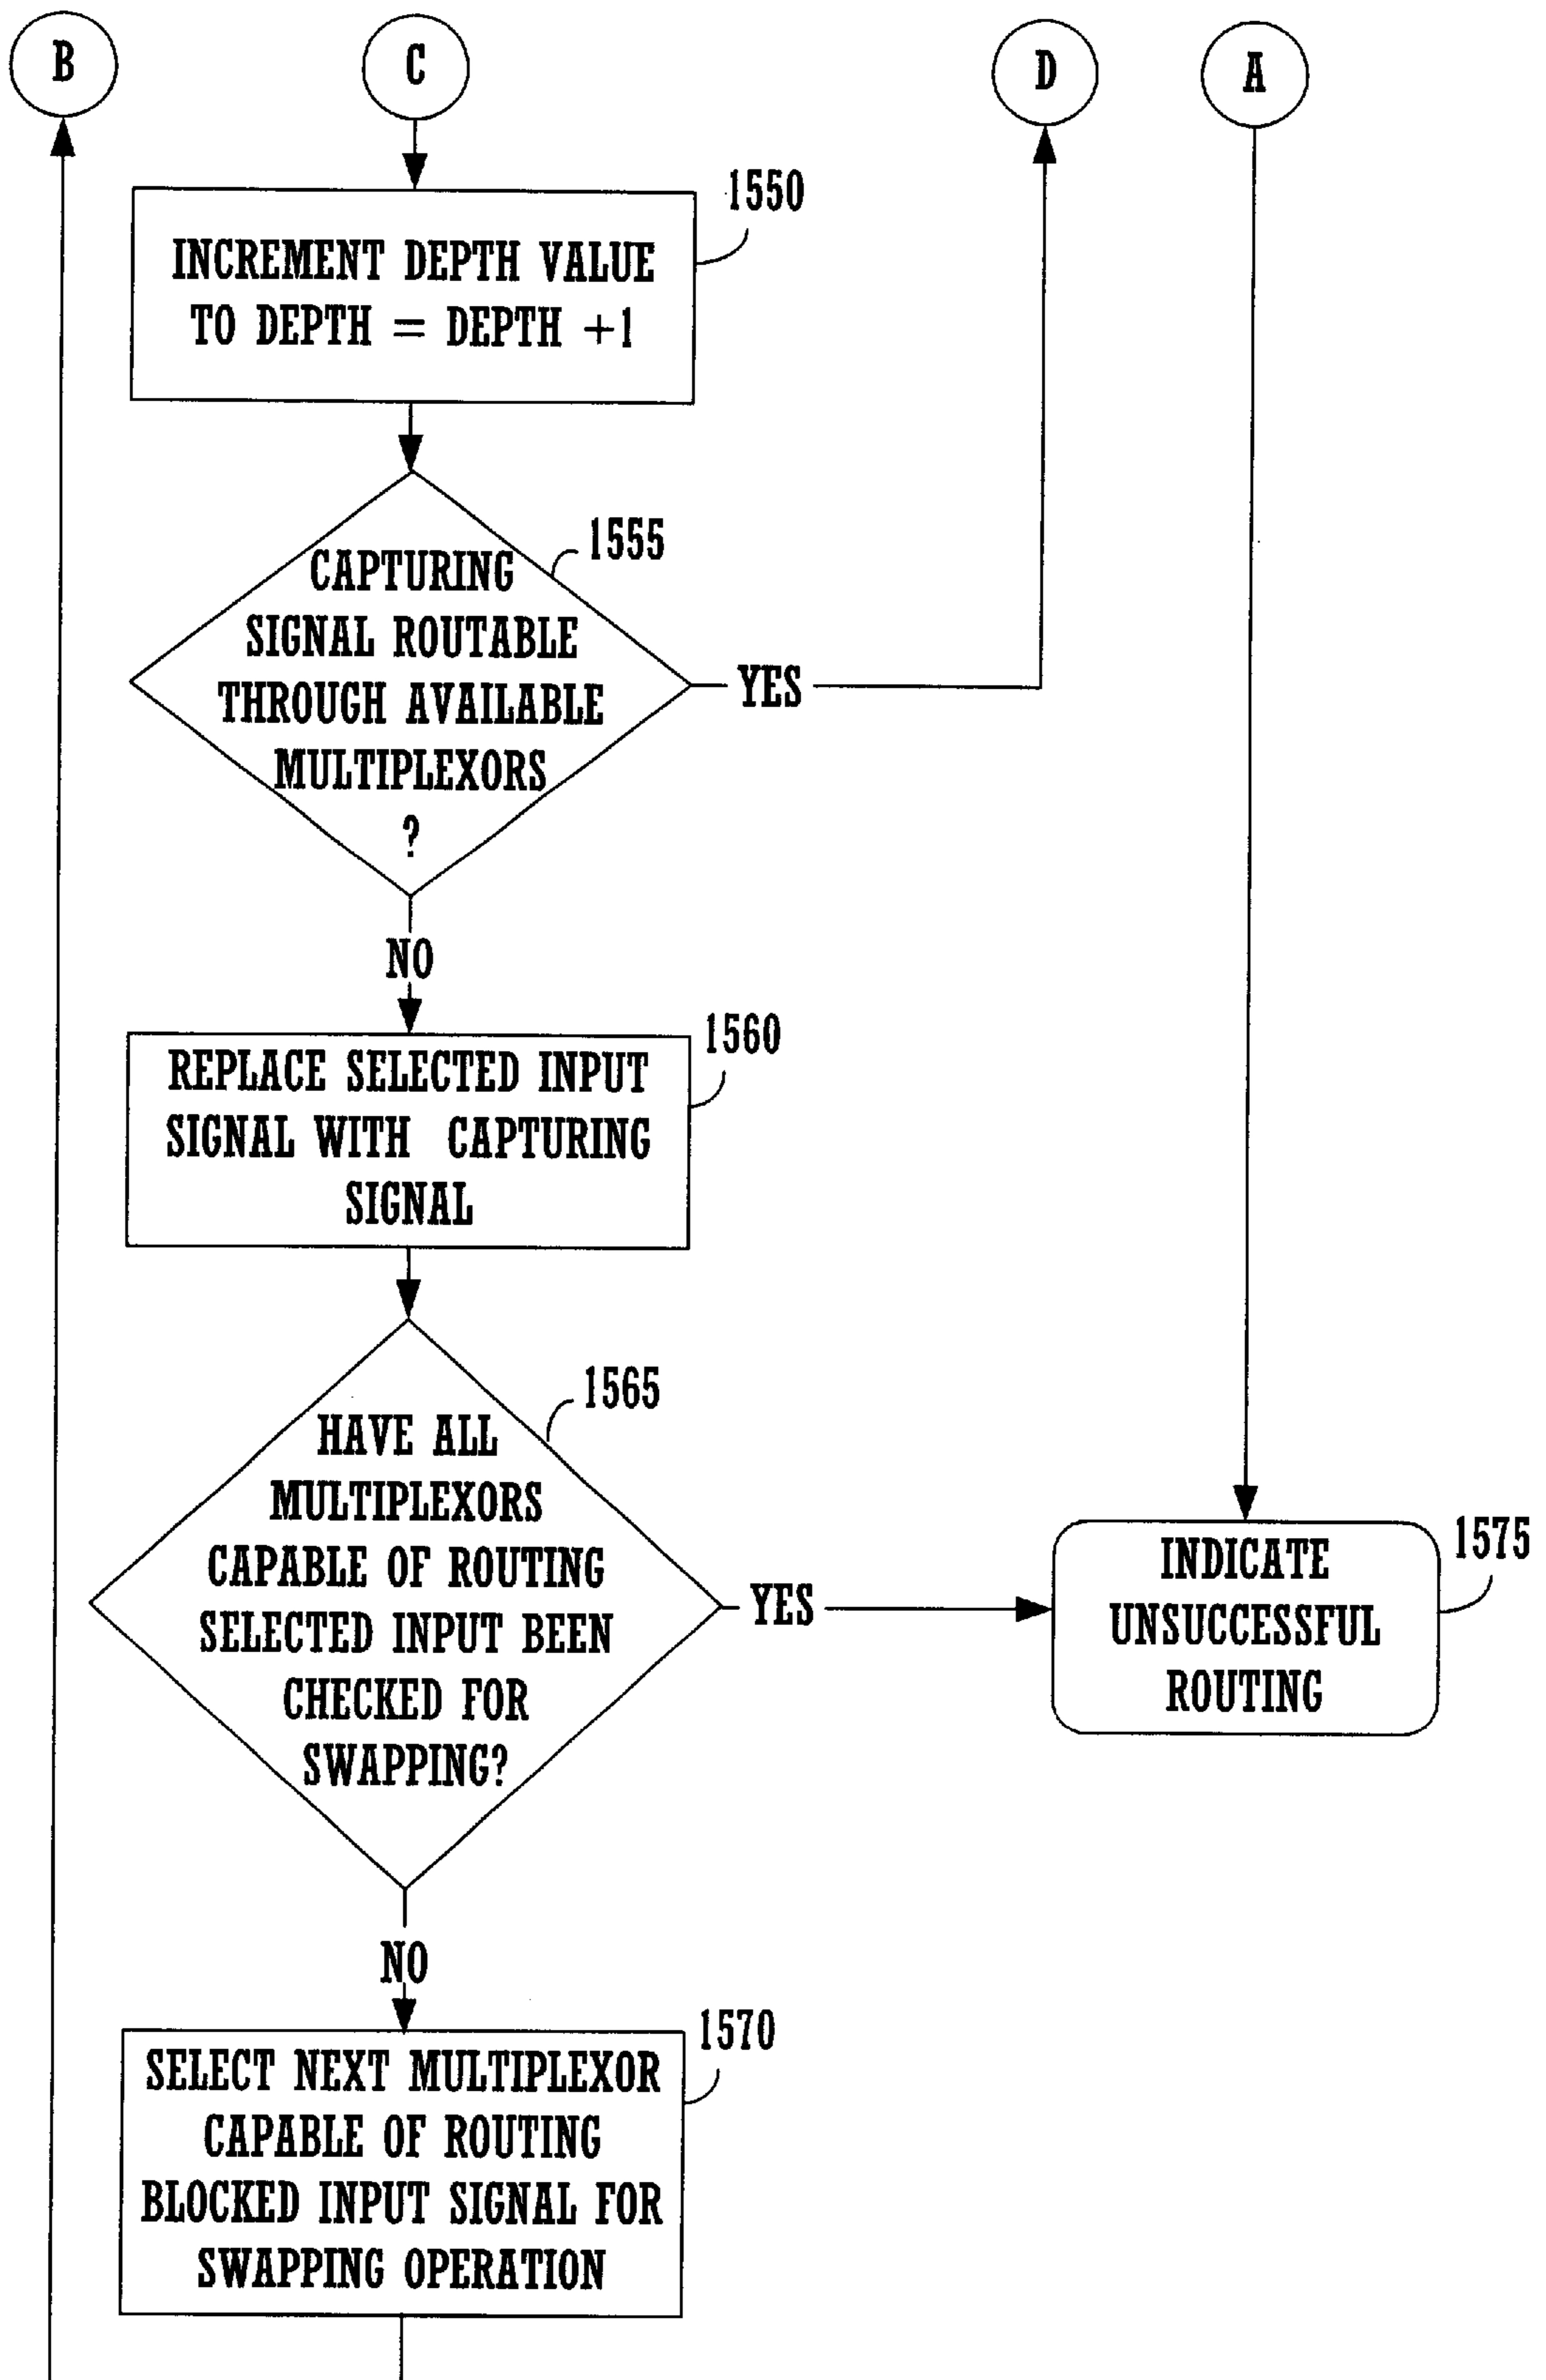 B
C
D
A
1550
INCREMENT DEPTH VALUE
TO DEPTH = DEPTH +1
1555
CAPTURING
SIGNAL ROUTABLE
THROUGH AVAILABLE
MULTIPLEXORS
?
YES
NO
1560
REPLACE SELECTED INPUT
SIGNAL WITH CAPTURING
SIGNAL
1565
HAVE ALL
MULTIPLEXORS
CAPABLE OF ROUTING
SELECTED INPUT BEEN
CHECKED FOR
SWAPPING?
YES
1575
INDICATE
UNSUCCESSFUL
ROUTING
NO
1570
SELECT NEXT MULTIPLEXOR
CAPABLE OF ROUTING
BLOCKED INPUT SIGNAL FOR
SWAPPING OPERATION